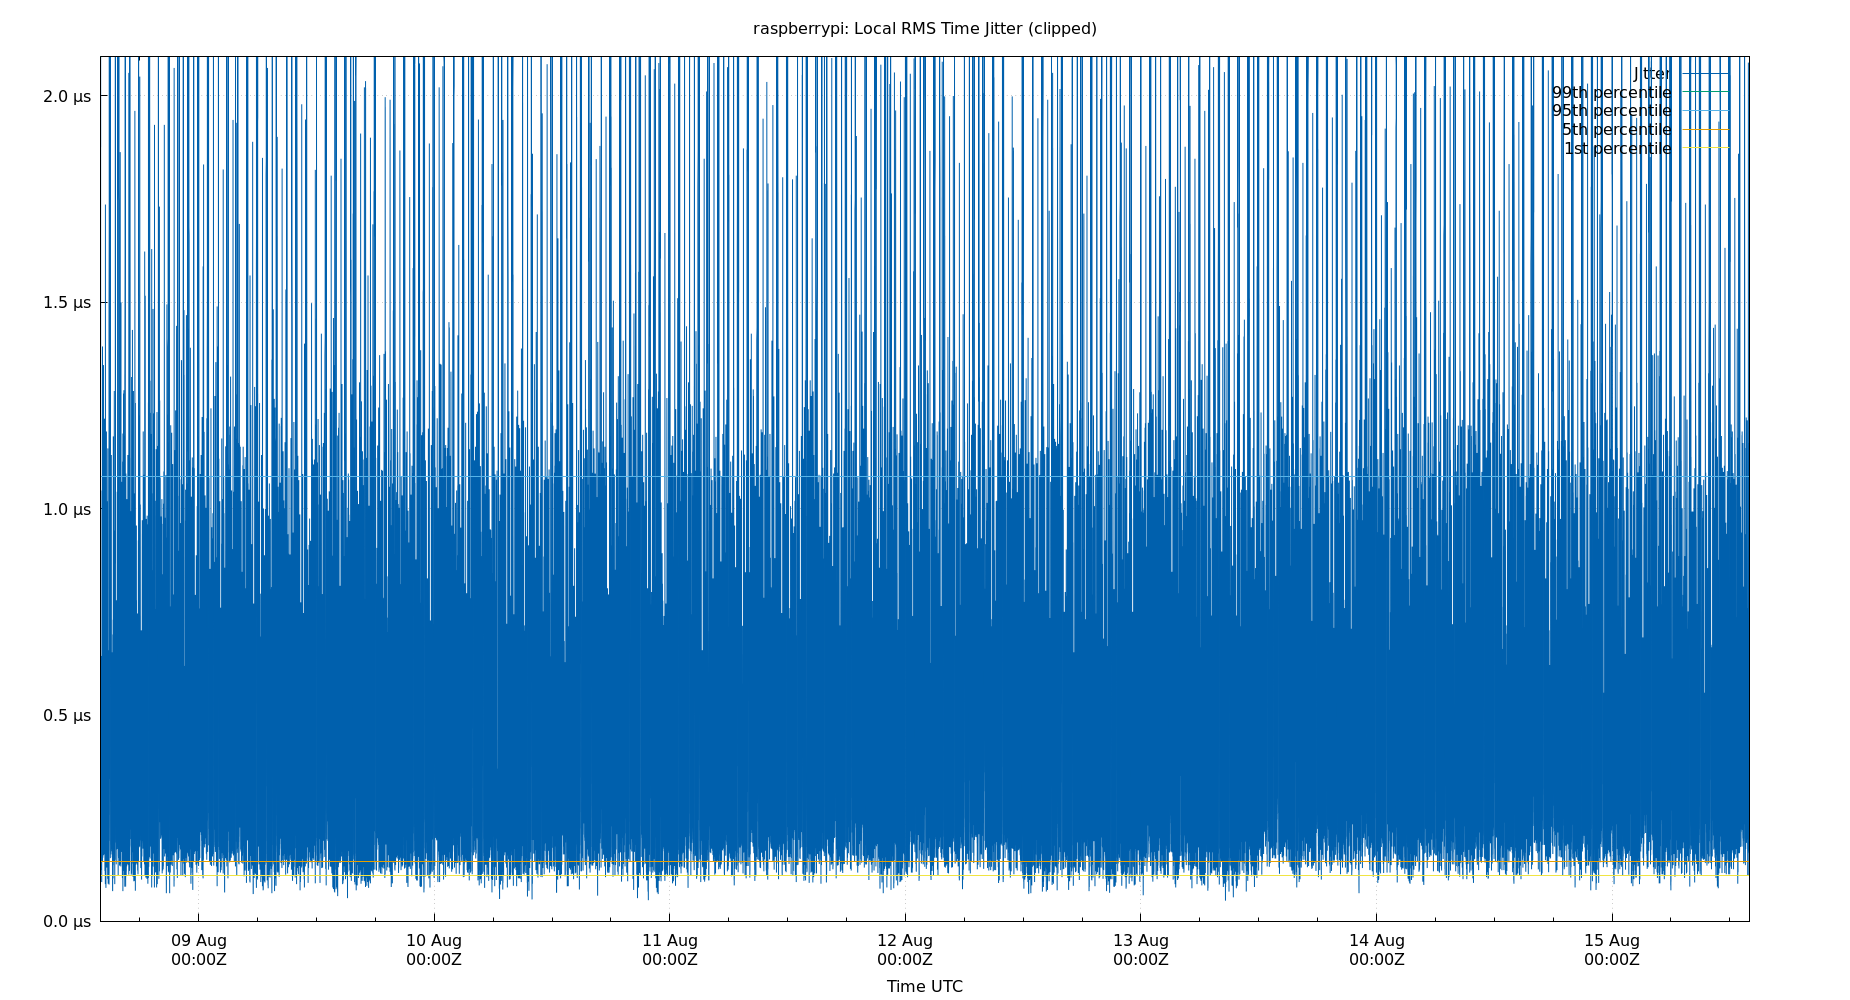 raspberrypi: Local RMS Time Jitter (clipped)
Jitter
99th percentile
95th percentile
5th percentile
1st percentile
2.0 µs
1.5 µs
1.0 µs
0.5 µs
0.0 µs
09 Aug 10 Aug 11 Aug 12 Aug 13 Aug 14 Aug 15 Aug
00:00Z 00:00Z 00:00Z 00:00Z 00:00Z 00:00Z 00:00Z
Time UTC